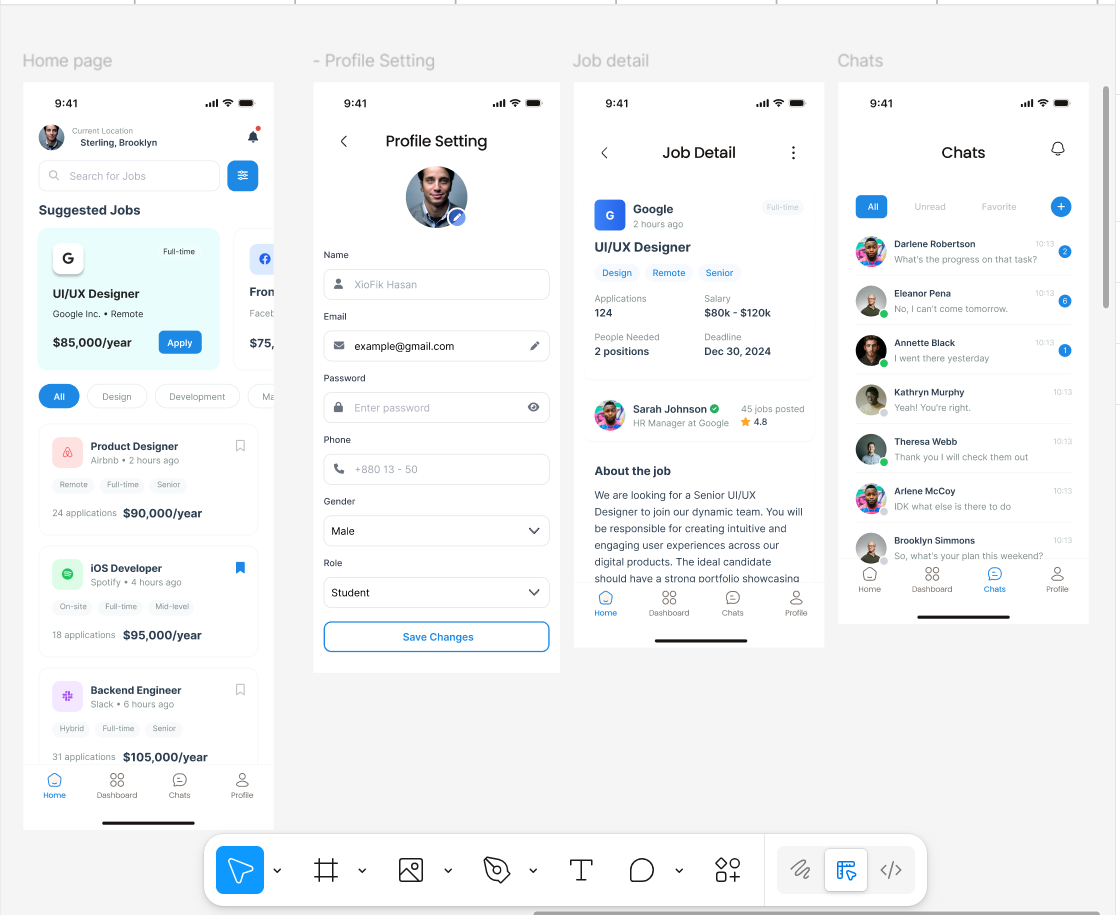 Home page
9:41
Current Location
Sterling, Brooklyn
Search for Jobs
Suggested Jobs
G
Full-time
UI/UX Designer
Google Inc. • Remote
$85,000/year
Apply
Fron
Faceb
$75,
All
Design
Development
Ma
Product Designer
Airbnb • 2 hours ago
Remote
Full-time
Senior
24 applications
$90,000/year
iOS Developer
Spotify • 4 hours ago
On-site
Full-time
Mid-level
18 applications
$95,000/year
Backend Engineer
Slack • 6 hours ago
Hybrid
Full-time
Senior
31 applications
$105,000/year
Home
Dashboard
Chats
Profile
- Profile Setting
9:41
Profile Setting
Name
XioFik Hasan
Email
example@gmail.com
Password
Enter password
Phone
+880 13 - 50
Gender
Male
Role
Student
Save Changes
Job detail
9:41
Job Detail
G
Google
2 hours ago
Full-time
UI/UX Designer
Design
Remote
Senior
Applications
Salary
124
$80k - $120k
People Needed
Deadline
2 positions
Dec 30, 2024
Sarah Johnson
HR Manager at Google
45 jobs posted
4.8
About the job
We are looking for a Senior UI/UX
Designer to join our dynamic team. You will
be responsible for creating intuitive and
engaging user experiences across our
digital products. The ideal candidate
should have a strong portfolio showcasing
Home
Dashboard
Chats
Profile
Chats
9:41
Chats
All
Unread
Favorite
Darlene Robertson
10:13
What's the progress on that task?
2
Eleanor Pena
10:13
No, I can't come tomorrow.
6
Annette Black
10:13
I went there yesterday
1
Kathryn Murphy
10:13
Yeah! You're right.
Theresa Webb
10:13
Thank you I will check them out
Arlene McCoy
10:13
IDK what else is there to do
Brooklyn Simmons
10:13
So, what's your plan this weekend?
Home
Dashboard
Chats
Profile